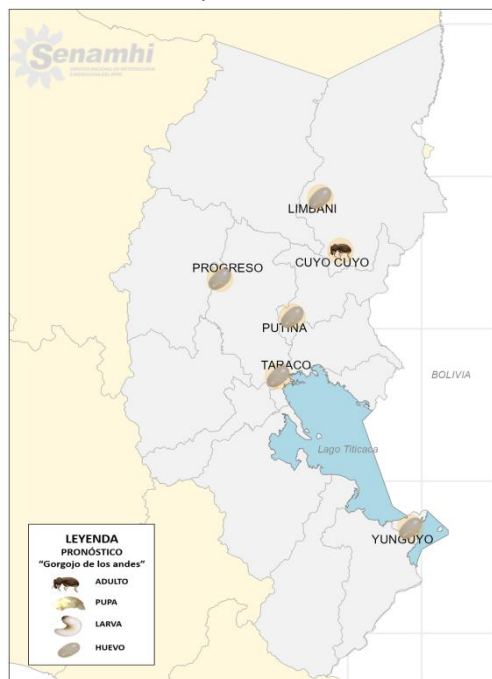 Senamhi
LIMBANI
CUYO CUYO
PROGRESO
PUTINA
TARACO
BOLIVIA
Lago Titicaca
YUNGUYO
LEYENDA
PRONÓSTICO
"Gorgojo de los andes"
ADULTO
PUPA
LARVA
HUEVO